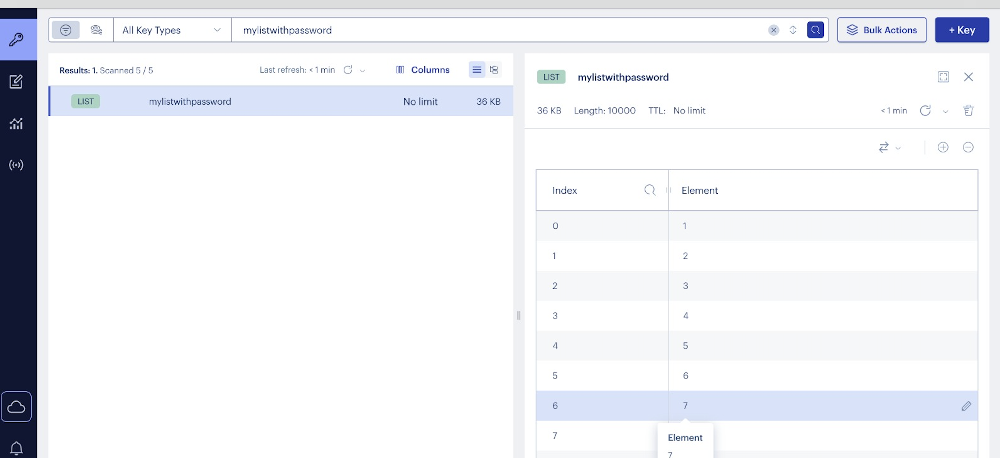 All Key Types mylistwithpassword Bulk Actions + Key
Results: 1. Scanned 5 / 5 Last refresh: < 1 min Columns
LIST mylistwithpassword No limit 36 KB
LIST mylistwithpassword
36 KB Length: 10000 TTL: No limit < 1 min
Index Element
0 1
1 2
2 3
3 4
4 5
5 6
6 7
7
Element
7